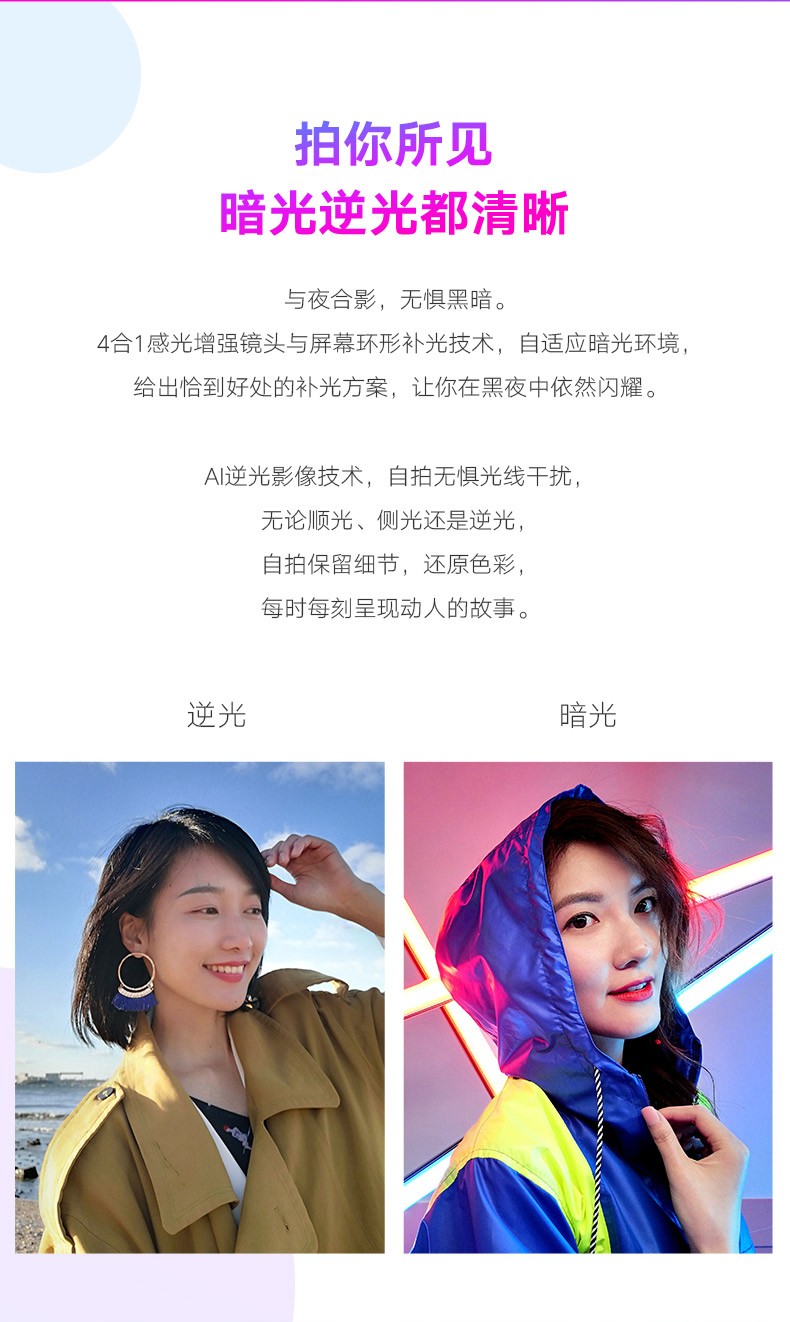 拍你所见
暗光逆光都清晰
与夜合影，无惧黑暗。
4合1感光增强镜头与屏幕环形补光技术，自适应暗光环境，
给出恰到好处的补光方案，让你在黑夜中依然闪耀。
AI逆光影像技术，自拍无惧光线干扰，
无论顺光、侧光还是逆光，
自拍保留细节，还原色彩，
每时每刻呈现动人的故事。
逆光
暗光